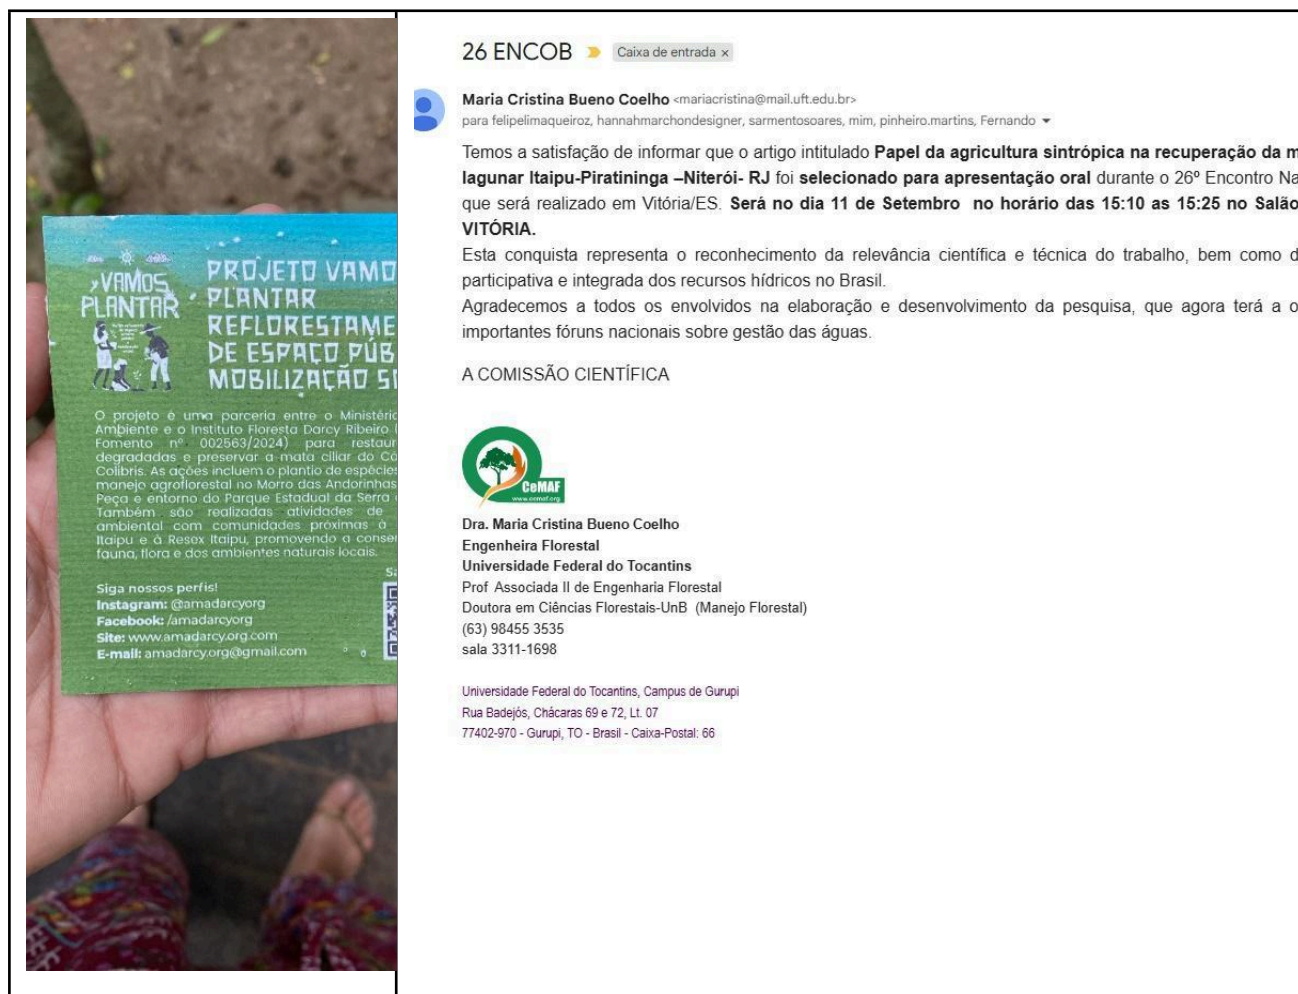 VAMOS
PLANTAR
PROJETO VAMO
PLANTAR
REFLORESTAME
DE ESPAÇO PÚB
MOBILIZAÇÃO S
O projeto é uma parceria entre o Ministéri
Ambiente e o Instituto Floresta Darcy Ribeiro (
Fomento nº 002563/2024) para restaur
degradadas e preservar a mata ciliar do Có
Colibris. As ações incluem o plantio de espécies
manejo agroflorestal no Morro das Andorinhas
Peça e entorno do Parque Estadual da Serra
Também são realizadas atividades de
ambiental com comunidades próximas à
Itaipu e à Resex Itaipu, promovendo a conse
fauna, flora e dos ambientes naturais locais.
Siga nossos perfis!
Instagram: @amadarcyorg
Facebook: /amadarcyorg
Site: www.amadarcy.org.com
E-mail: amadarcy.org@gmail.com
26 ENCOB Caixa de entrada x
Maria Cristina Bueno Coelho <mariacristina@mail.uft.edu.br>
para felipelimaqueiroz, hannahmarchondesigner, sarmentosoares, mim, pinheiro.martins, Fernando
Temos a satisfação de informar que o artigo intitulado Papel da agricultura sintrópica na recuperação da m
lagunar Itaipu-Piratininga –Niterói- RJ foi selecionado para apresentação oral durante o 26º Encontro Na
que será realizado em Vitória/ES. Será no dia 11 de Setembro no horário das 15:10 as 15:25 no Salão
VITÓRIA.
Esta conquista representa o reconhecimento da relevância científica e técnica do trabalho, bem como d
participativa e integrada dos recursos hídricos no Brasil.
Agradecemos a todos os envolvidos na elaboração e desenvolvimento da pesquisa, que agora terá a o
importantes fóruns nacionais sobre gestão das águas.
A COMISSÃO CIENTÍFICA
CeMAF
www.cemaf.org
Dra. Maria Cristina Bueno Coelho
Engenheira Florestal
Universidade Federal do Tocantins
Prof Associada II de Engenharia Florestal
Doutora em Ciências Florestais-UnB (Manejo Florestal)
(63) 98455 3535
sala 3311-1698
Universidade Federal do Tocantins, Campus de Gurupi
Rua Badejós, Chácaras 69 e 72, Lt. 07
77402-970 - Gurupi, TO - Brasil - Caixa-Postal: 66